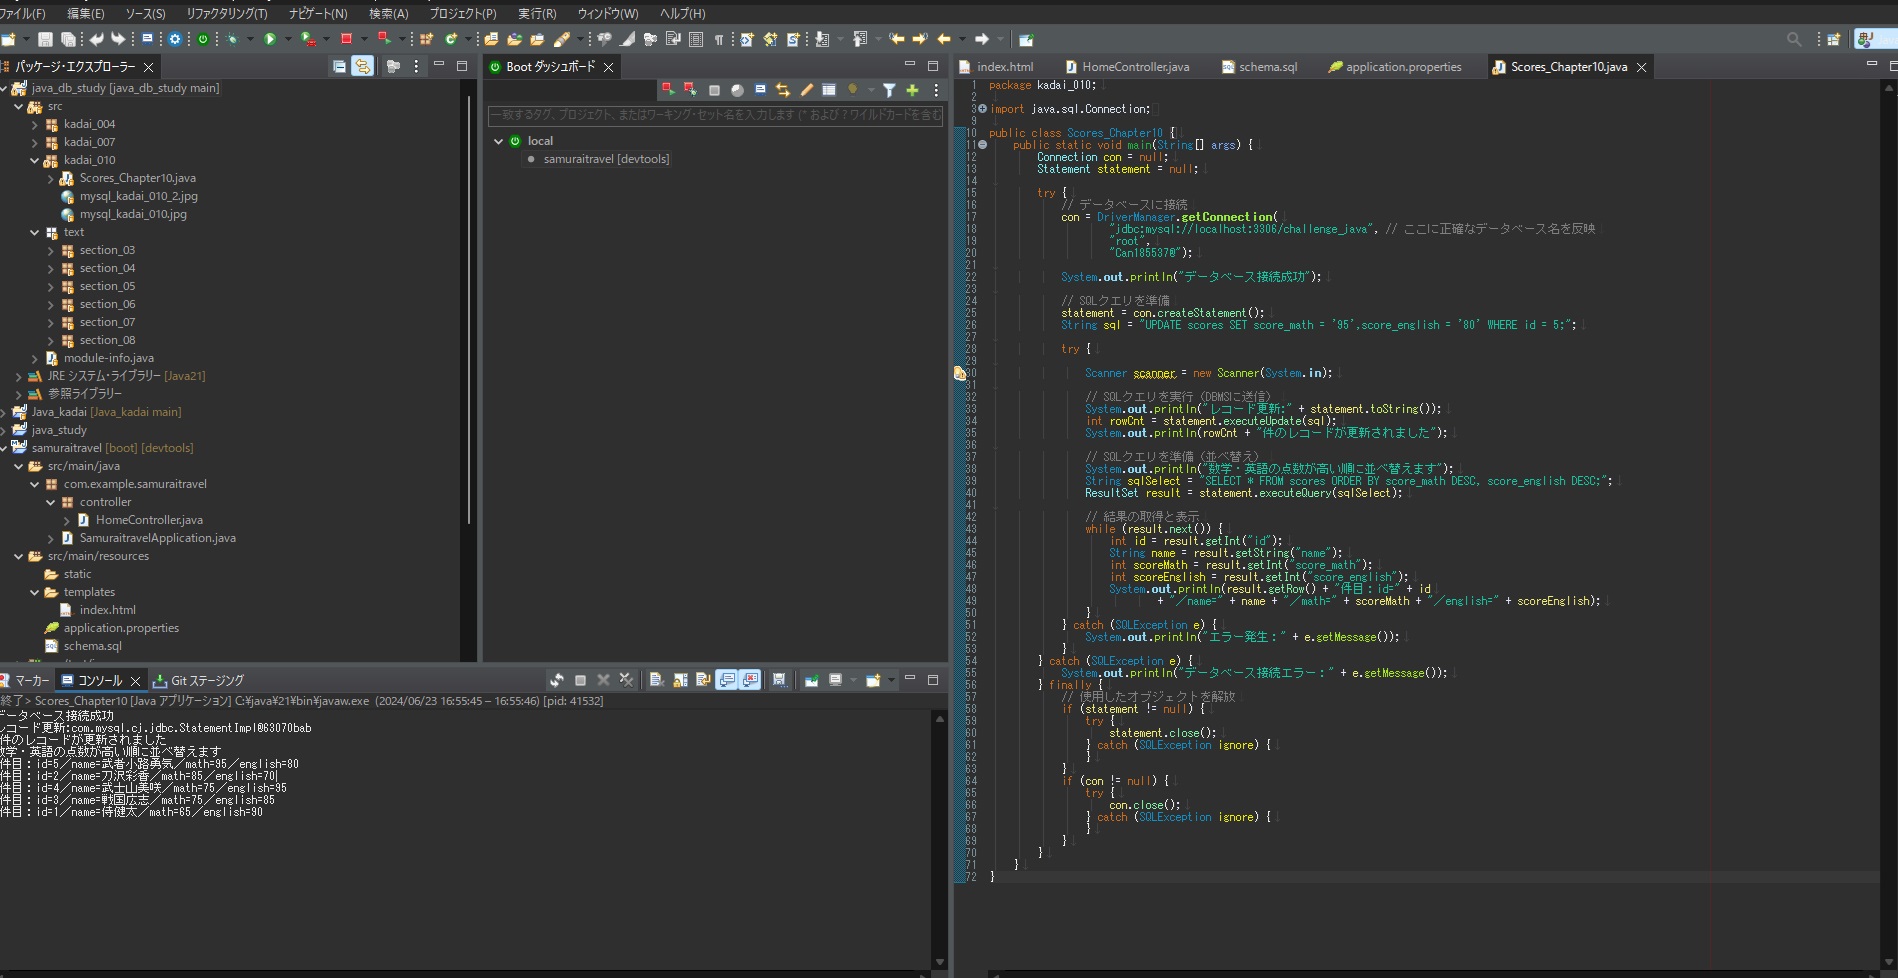 ファイル(F) 編集(E) ソース(S) リファクタリング(T) ナビゲート(N) 検索(A) プロジェクト(P) 実行(R) ウィンドウ(W) ヘルプ(H)
パッケージ・エクスプローラー
java_db_study [java_db_study main]
src
kadai_004
kadai_007
kadai_010
Scores_Chapter10.java
mysql_kadai_010_2.jpg
mysql_kadai_010.jpg
text
section_03
section_04
section_05
section_06
section_07
section_08
module-info.java
JRE システム・ライブラリー [Java21]
参照ライブラリー
Java_kadai [Java_kadai main]
java_study
samuraitravel [boot] [devtools]
src/main/java
com.example.samuraitravel
controller
HomeController.java
SamuraitravelApplication.java
src/main/resources
static
templates
index.html
application.properties
schema.sql
Boot ダッシュボード
一致するタグ、プロジェクト、またはワーキング・セット名を入力します (* および ? ワイルドカードを含む
local
samuraitravel [devtools]
index.html HomeController.java schema.sql application.properties Scores_Chapter10.java
1 package kadai_010;
2
3 import java.sql.Connection;
9
10 public class Scores_Chapter10 {
11 public static void main(String[] args) {
12 Connection con = null;
13 Statement statement = null;
14
15 try {
16 // データベースに接続
17 con = DriverManager.getConnection(
18 "jdbc:mysql://localhost:3306/challenge_java", // ここに正確なデータベース名を反映
19 "root",
20 "Can185537@");
21
22 System.out.println("データベース接続成功");
23
24 // SQLクエリを準備
25 statement = con.createStatement();
26 String sql = "UPDATE scores SET score_math = '95',score_english = '80' WHERE id = 5;";
27
28 try {
29
30 Scanner scanner = new Scanner(System.in);
31
32 // SQLクエリを実行（DBMSに送信）
33 System.out.println("レコード更新:" + statement.toString());
34 int rowCnt = statement.executeUpdate(sql);
35 System.out.println(rowCnt + "件のレコードが更新されました");
36
37 // SQLクエリを準備（並べ替え）
38 System.out.println("数学・英語の点数が高い順に並べ替えます");
39 String sqlSelect = "SELECT * FROM scores ORDER BY score_math DESC, score_english DESC;";
40 ResultSet result = statement.executeQuery(sqlSelect);
41
42 // 結果の取得と表示
43 while (result.next()) {
44 int id = result.getInt("id");
45 String name = result.getString("name");
46 int scoreMath = result.getInt("score_math");
47 int scoreEnglish = result.getInt("score_english");
48 System.out.println(result.getRow() + "件目：id=" + id
49 + "／name=" + name + "／math=" + scoreMath + "／english=" + scoreEnglish);
50 }
51 } catch (SQLException e) {
52 System.out.println("エラー発生：" + e.getMessage());
53 }
54 } catch (SQLException e) {
55 System.out.println("データベース接続エラー：" + e.getMessage());
56 } finally {
57 // 使用したオブジェクトを解放
58 if (statement != null) {
59 try {
60 statement.close();
61 } catch (SQLException ignore) {
62 }
63 }
64 if (con != null) {
65 try {
66 con.close();
67 } catch (SQLException ignore) {
68 }
69 }
70 }
71 }
72 }
マーカー コンソール Git ステージング
終了> Scores_Chapter10 [Java アプリケーション] C:¥java¥21¥bin¥javaw.exe (2024/06/23 16:55:45 – 16:55:46) [pid: 41532]
データベース接続成功
レコード更新:com.mysql.cj.jdbc.StatementImpl@63070bab
件のレコードが更新されました
数学・英語の点数が高い順に並べ替えます
件目：id=5／name=武者小路勇気／math=95／english=80
件目：id=2／name=刀沢彩香／math=85／english=70
件目：id=4／name=武士山美咲／math=75／english=95
件目：id=3／name=戦国広志／math=75／english=85
件目：id=1／name=侍健太／math=65／english=90